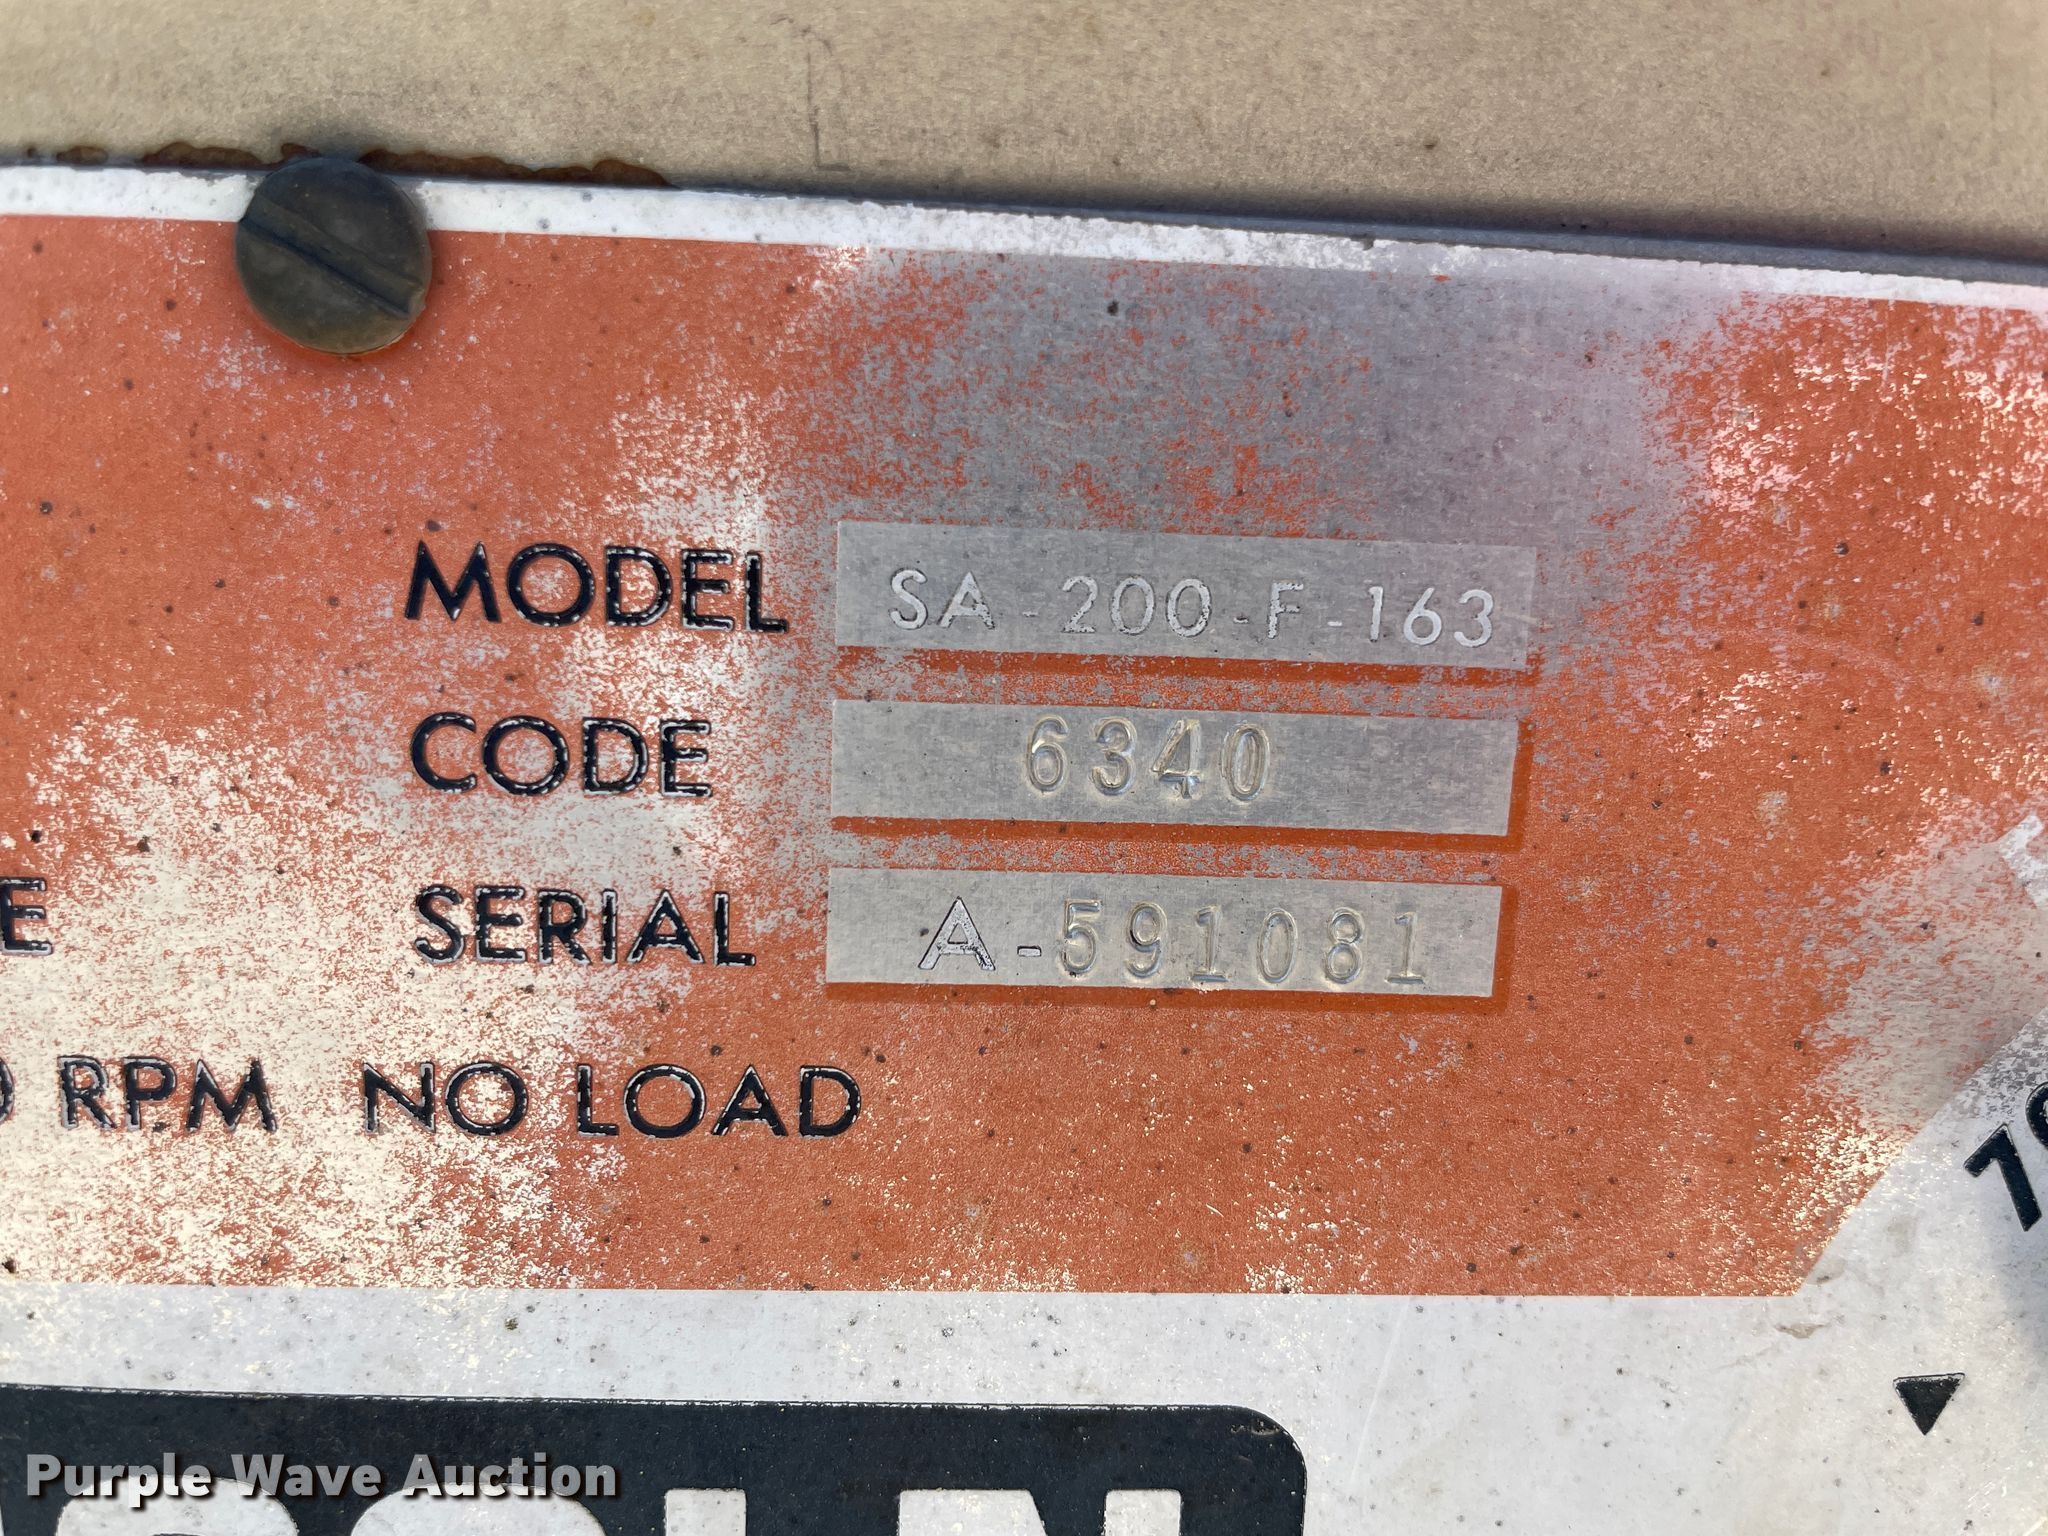 MODEL SA-200-F-163
CODE 6340
SERIAL A-591081
RPM NO LOAD
Purple Wave Auction